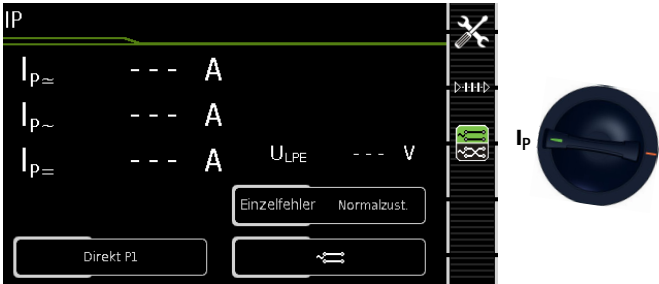 IP
IP≃ --- A
IP~ --- A
IP= --- A
ULPE --- V
Einzelfehler Normalzust.
Direkt P1
IP